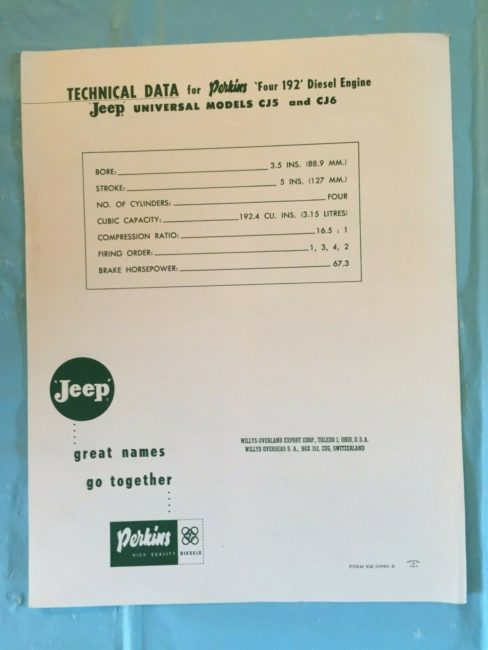 TECHNICAL DATA for Perkins 'Four 192' Diesel Engine
'Jeep' UNIVERSAL MODELS CJ5 and CJ6
BORE: 3.5 INS. (88.9 MM.)
STROKE: 5 INS. (127 MM.)
NO. OF CYLINDERS: FOUR
CUBIC CAPACITY: 192.4 CU. INS. (3.15 LITRES)
COMPRESSION RATIO: 16.5 : 1
FIRING ORDER: 1, 3, 4, 2
BRAKE HORSEPOWER: 67.3
'Jeep'
great names
go together
WILLYS-OVERLAND EXPORT CORP., TOLEDO 1, OHIO, U.S.A.
WILLYS OVERSEAS S. A., BOX 152, ZUG, SWITZERLAND
Perkins
HIGH QUALITY DIESELS
FORM EM